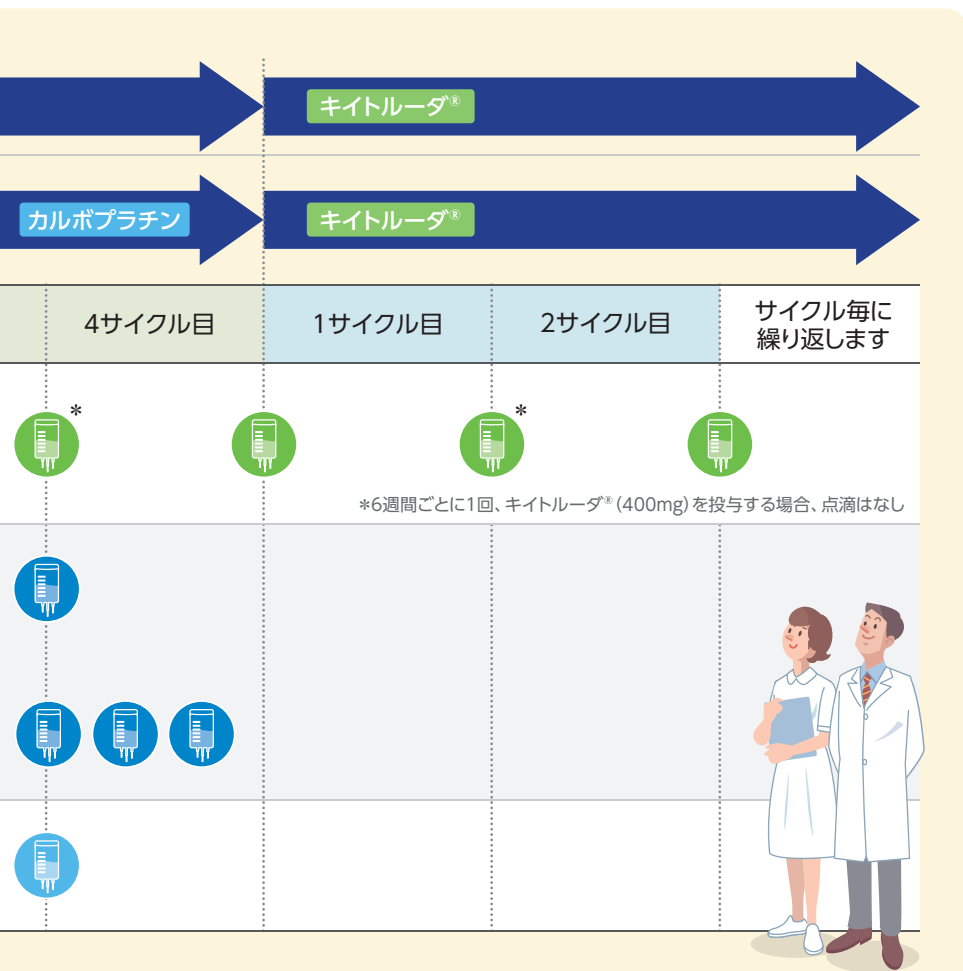 キイトルーダ®
カルボプラチン
キイトルーダ®
4サイクル目
1サイクル目
2サイクル目
サイクル毎に
繰り返します
*
*
*6週間ごとに1回、キイトルーダ®(400mg)を投与する場合、点滴はなし